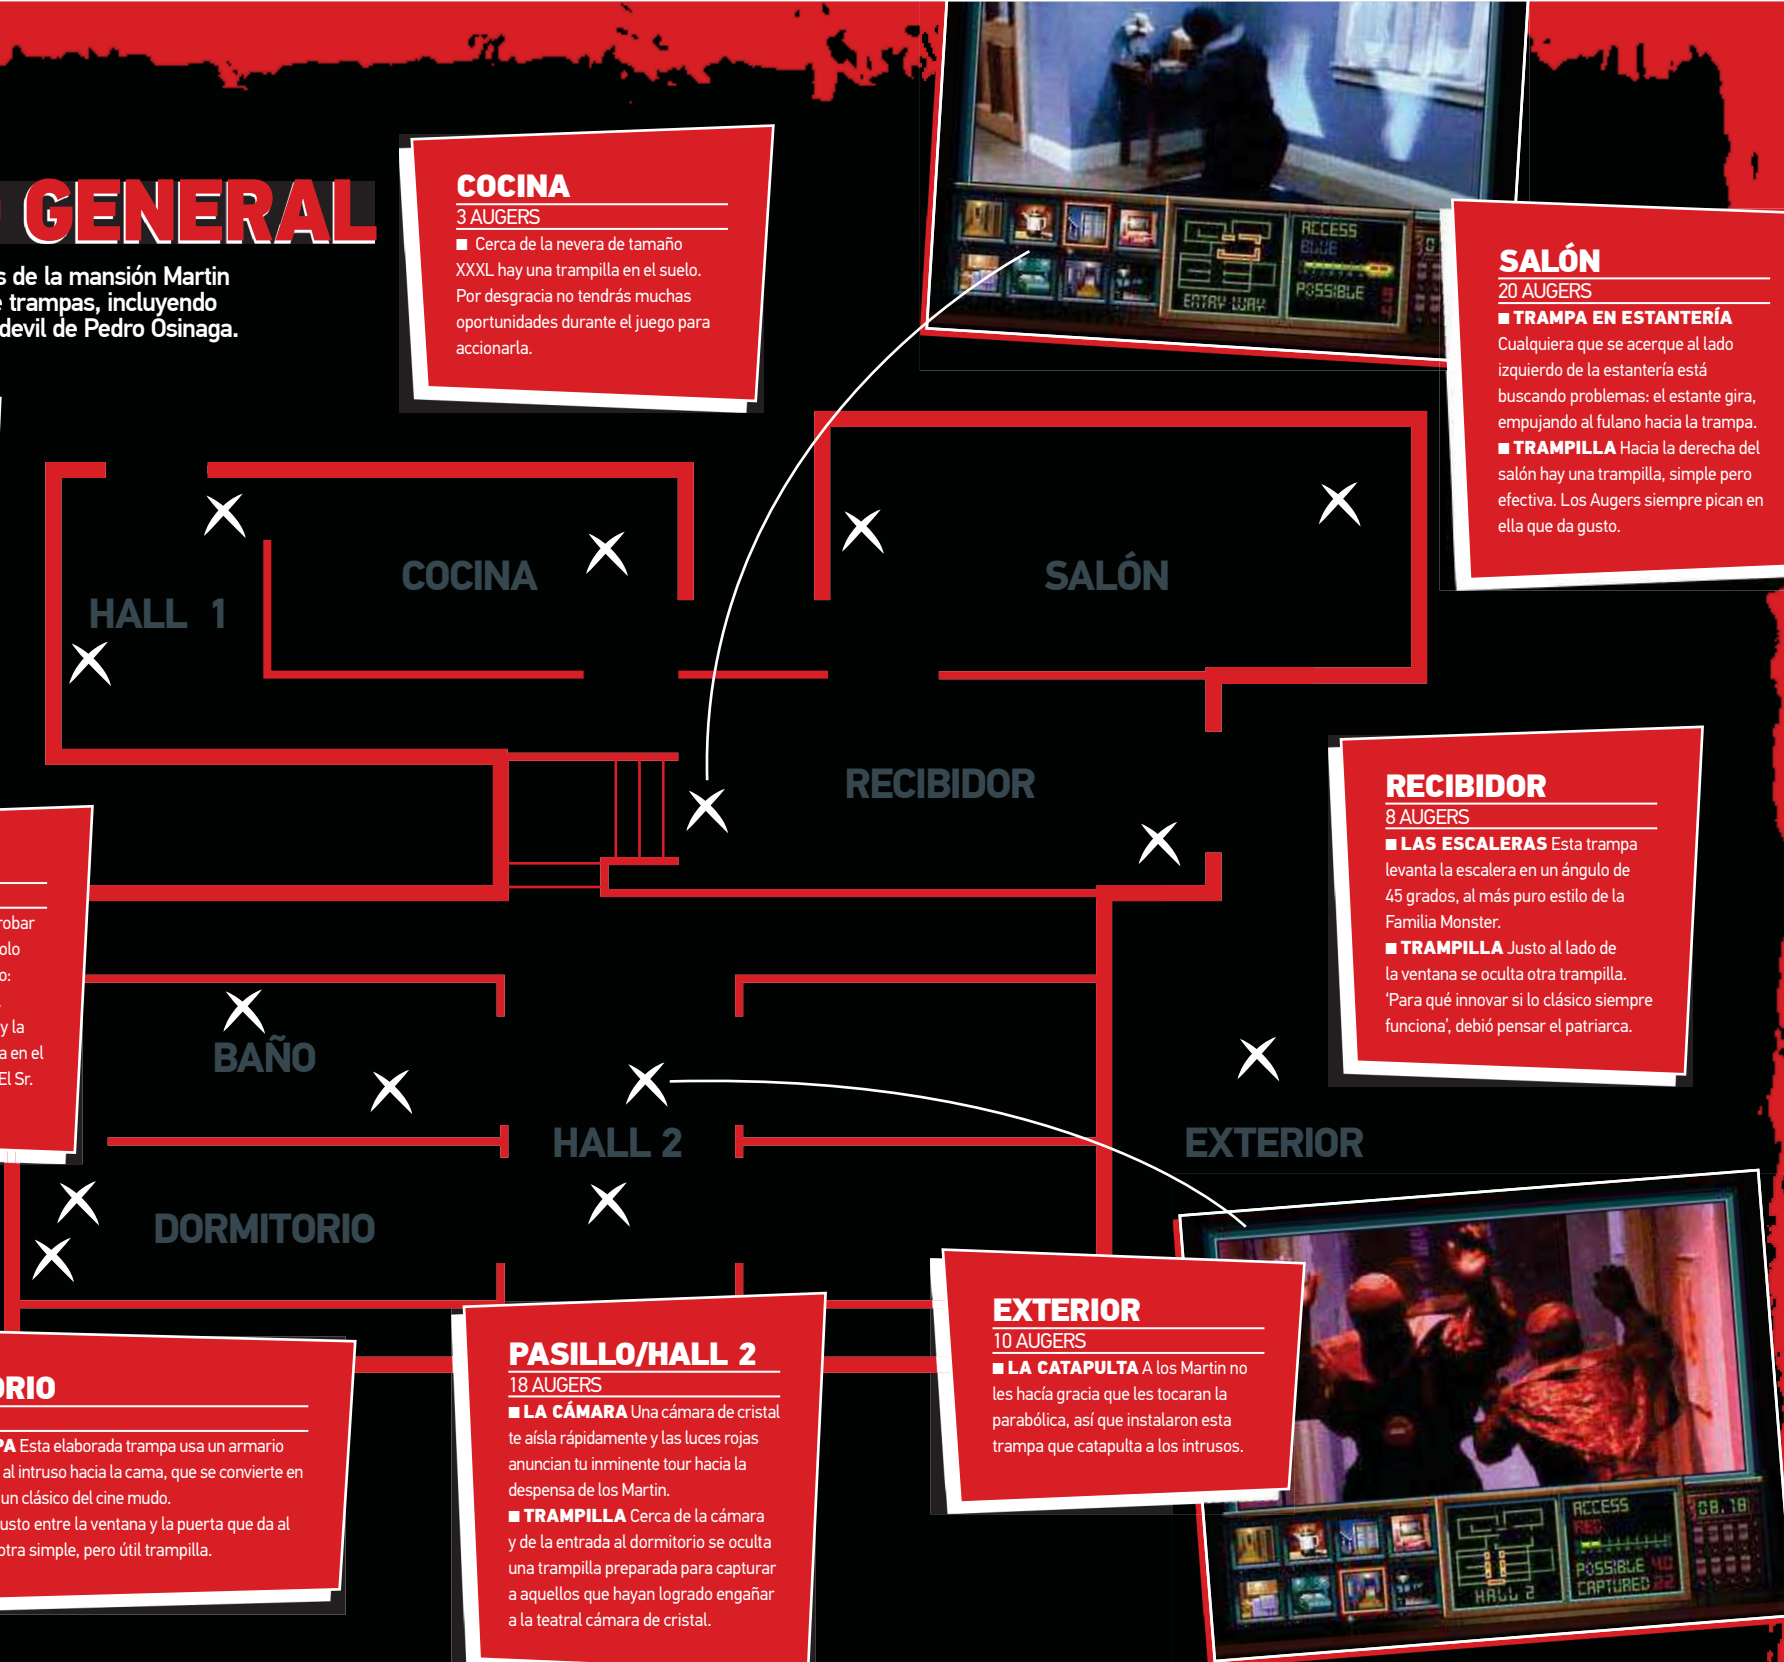 GENERAL
s de la mansión Martin
e trampas, incluyendo
devil de Pedro Osinaga.
COCINA
3 AUGERS
■ Cerca de la nevera de tamaño
XXXL hay una trampilla en el suelo.
Por desgracia no tendrás muchas
oportunidades durante el juego para
accionarla.
ACCESS
BLUE
POSSIBLE
ENTRY WAY
SALÓN
20 AUGERS
■ TRAMPA EN ESTANTERÍA
Cualquiera que se acerque al lado
izquierdo de la estantería está
buscando problemas: el estante gira,
empujando al fulano hacia la trampa.
■ TRAMPILLA Hacia la derecha del
salón hay una trampilla, simple pero
efectiva. Los Augers siempre pican en
ella que da gusto.
HALL 1
COCINA
SALÓN
RECIBIDOR
BAÑO
HALL 2
EXTERIOR
DORMITORIO
RECIBIDOR
8 AUGERS
■ LAS ESCALERAS Esta trampa
levanta la escalera en un ángulo de
45 grados, al más puro estilo de la
Familia Monster.
■ TRAMPILLA Justo al lado de
la ventana se oculta otra trampilla.
‘Para qué innovar si lo clásico siempre
funciona’, debió pensar el patriarca.
robar
olo
o:
y la
a en el
El Sr.
ORIO
PA Esta elaborada trampa usa un armario
al intruso hacia la cama, que se convierte en
un clásico del cine mudo.
usto entre la ventana y la puerta que da al
otra simple, pero útil trampilla.
PASILLO/HALL 2
18 AUGERS
■ LA CÁMARA Una cámara de cristal
te aísla rápidamente y las luces rojas
anuncian tu inminente tour hacia la
despensa de los Martin.
■ TRAMPILLA Cerca de la cámara
y de la entrada al dormitorio se oculta
una trampilla preparada para capturar
a aquellos que hayan logrado engañar
a la teatral cámara de cristal.
EXTERIOR
10 AUGERS
■ LA CATAPULTA A los Martin no
les hacía gracia que les tocaran la
parabólica, así que instalaron esta
trampa que catapulta a los intrusos.
ACCESS
RED
POSSIBLE
CAPTURED
HALL 2
08.18